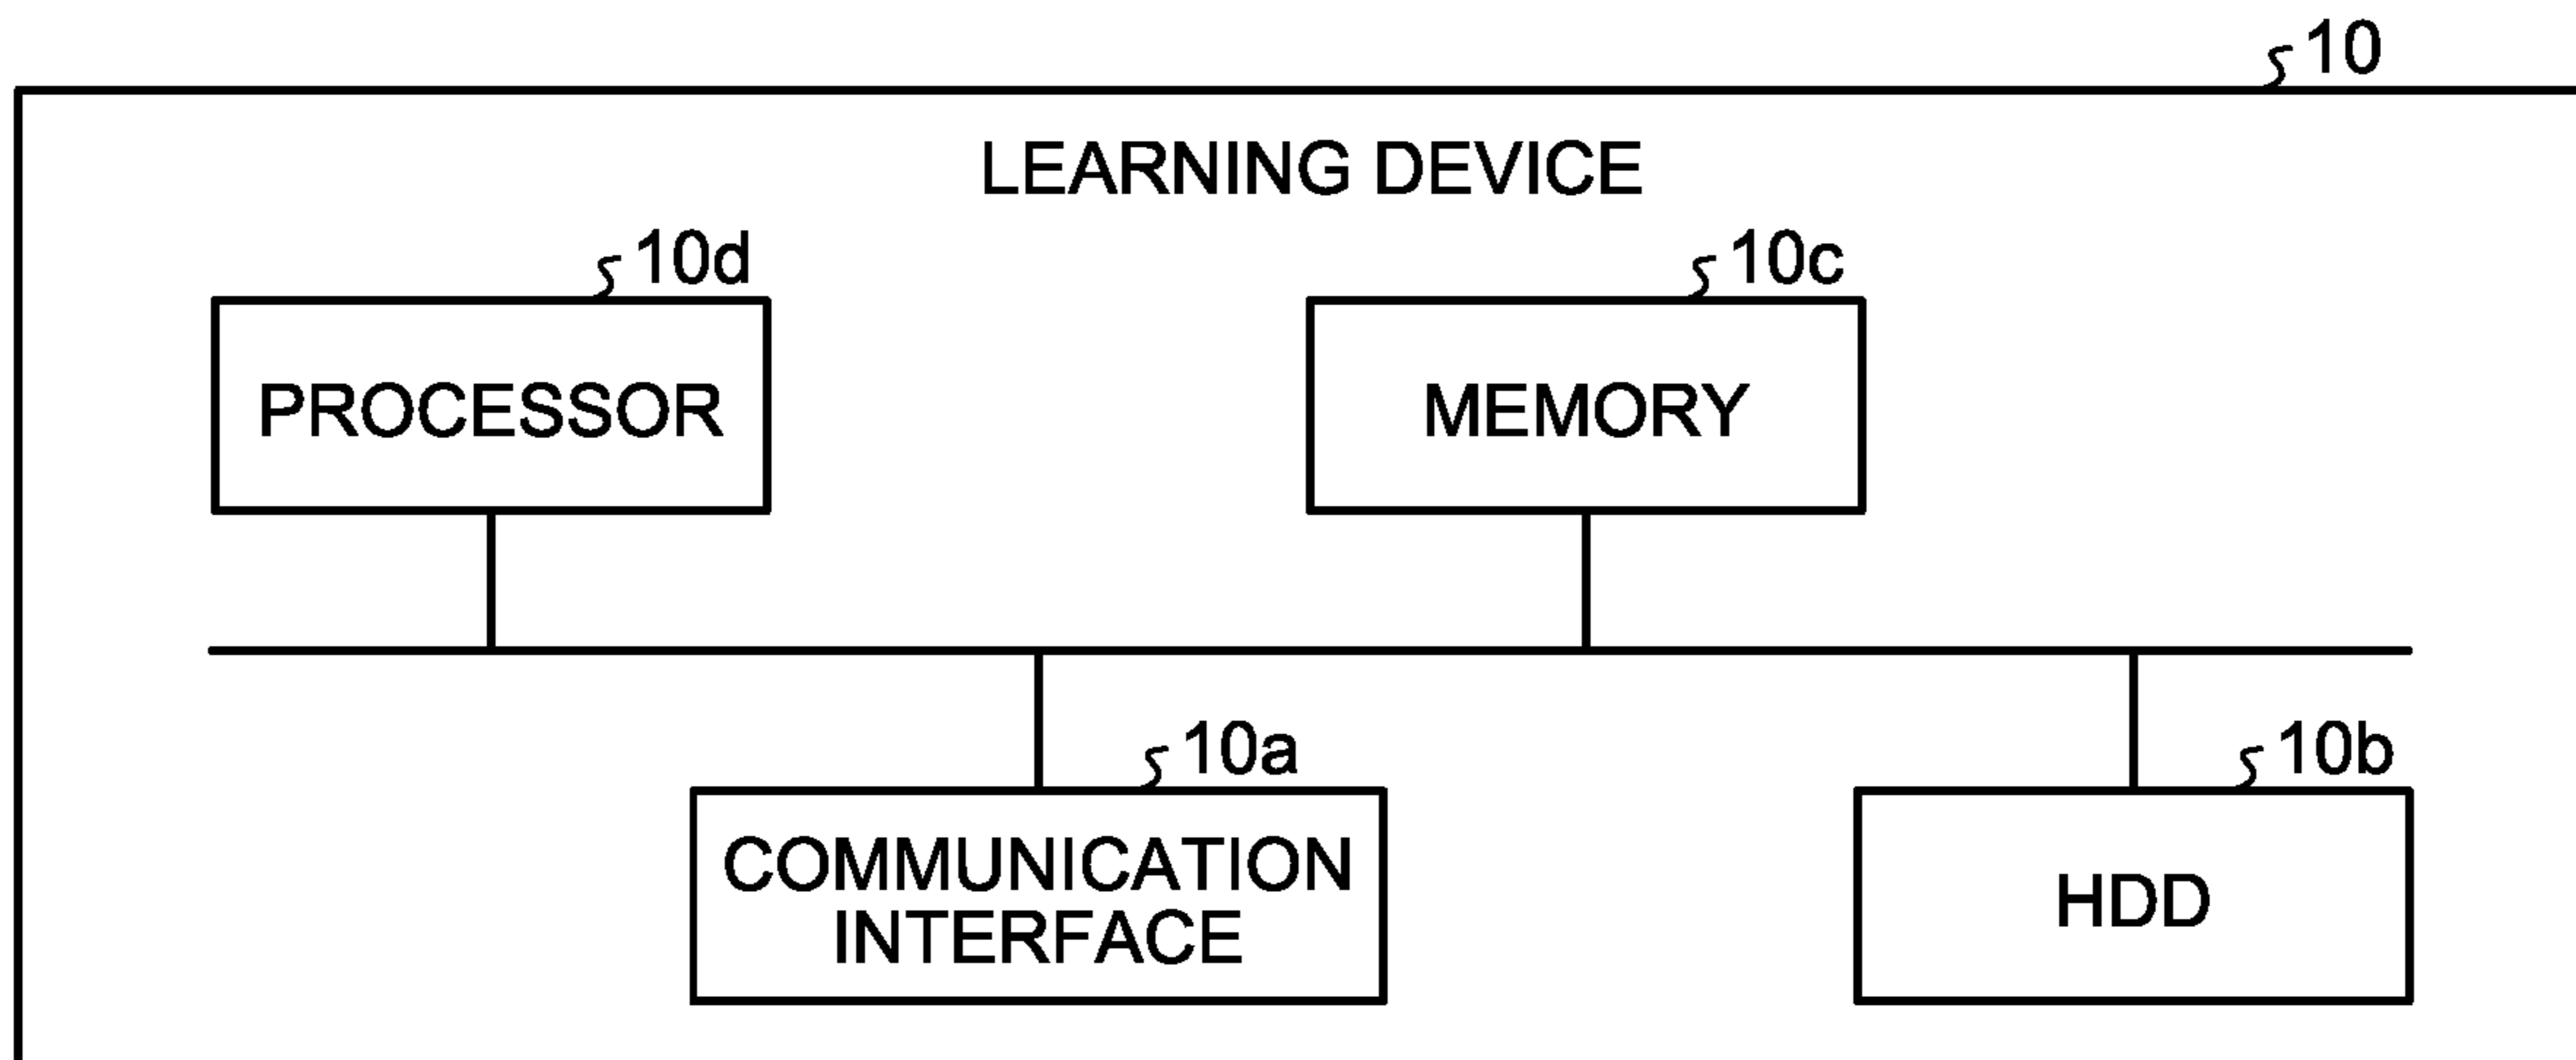 10
LEARNING DEVICE
10d
10c
PROCESSOR
MEMORY
10a
10b
COMMUNICATION
INTERFACE
HDD